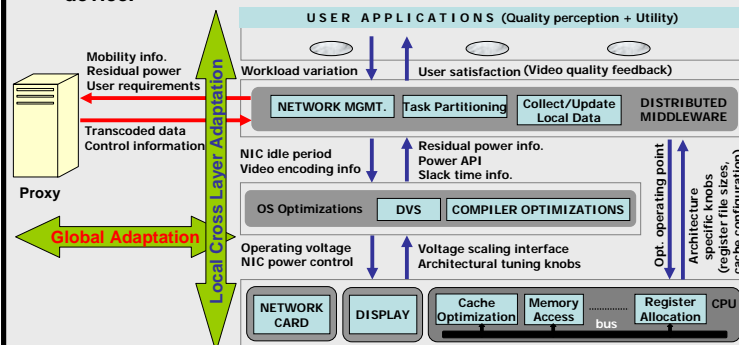 device.
USER APPLICATIONS (Quality perception + Utility)
Mobility info.
Residual power
User requirements
Workload variation
User satisfaction (Video quality feedback)
NETWORK MGMT.
Task Partitioning
Collect/Update
Local Data
DISTRIBUTED
MIDDLEWARE
Transcoded data
Control information
Proxy
Local Cross Layer Adaptation
NIC idle period
Video encoding info
Residual power info.
Power API
Slack time info.
OS Optimizations
DVS
COMPILER OPTIMIZATIONS
Global Adaptation
Operating voltage
NIC power control
Voltage scaling interface
Architectural tuning knobs
Opt. operating point
Architecture
specific knobs
(register file sizes,
cache configuration)
NETWORK
CARD
DISPLAY
Cache
Optimization
Memory
Access
Register
Allocation
CPU
bus